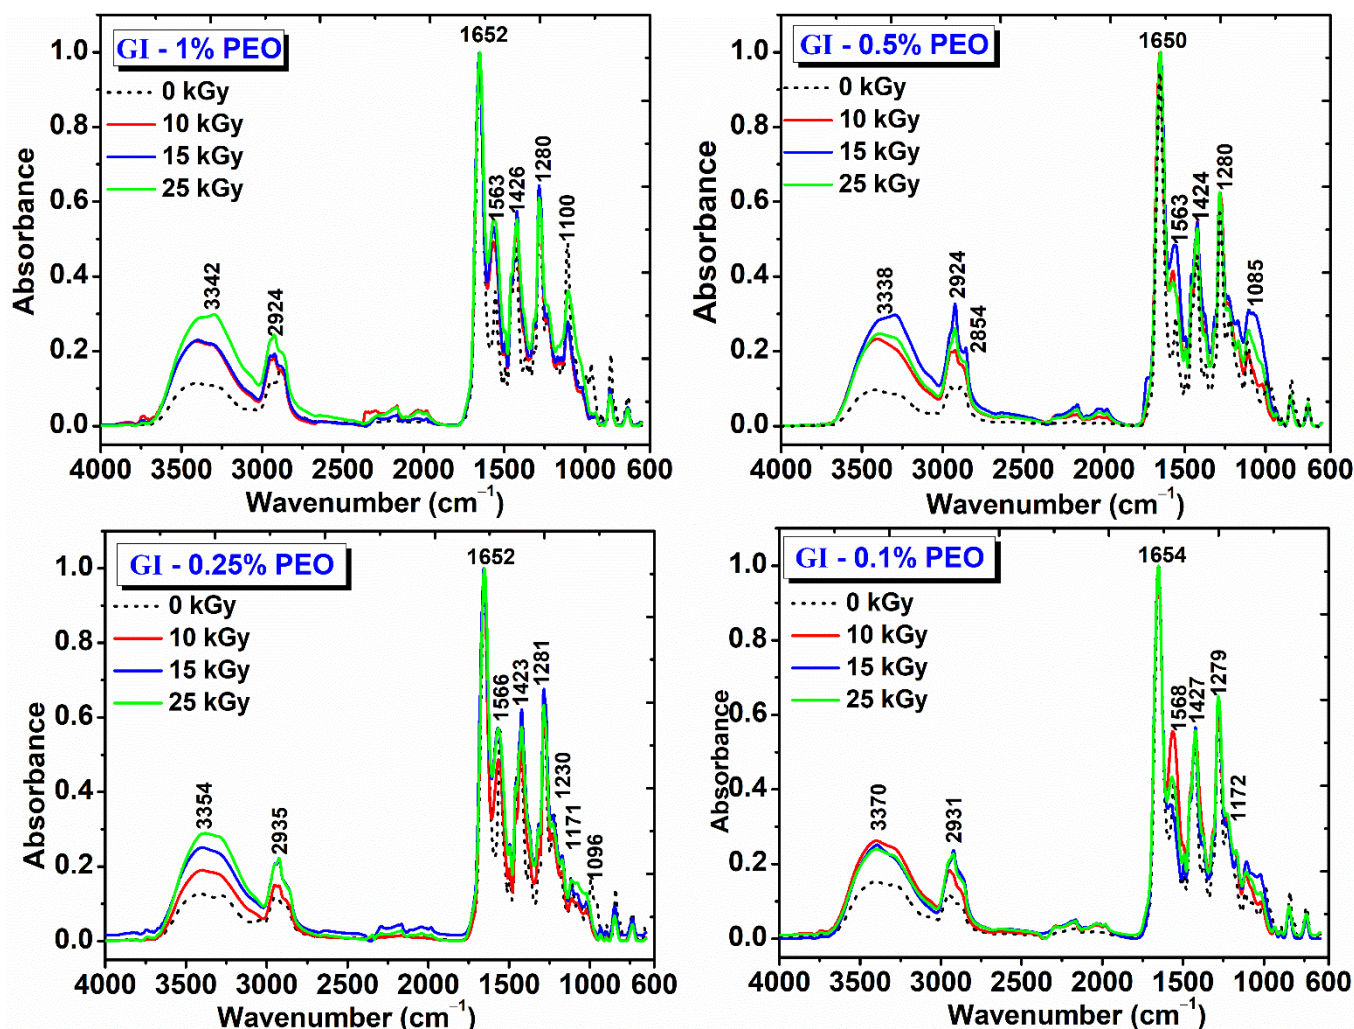 GI - 1% PEO
0 kGy
10 kGy
15 kGy
25 kGy
1652
1563
1426
1280
1100
3342
2924
Absorbance
1.0
0.8
0.6
0.4
0.2
0.0
4000 3500 3000 2500 2000 1500 1000 600
Wavenumber (cm⁻¹)
GI - 0.5% PEO
0 kGy
10 kGy
15 kGy
25 kGy
1650
1563
1424
1280
1085
3338
2924
2854
Absorbance
1.0
0.8
0.6
0.4
0.2
0.0
4000 3500 3000 2500 2000 1500 1000 600
Wavenumber (cm⁻¹)
GI - 0.25% PEO
0 kGy
10 kGy
15 kGy
25 kGy
1652
1566
1423
1281
1230
1171
1096
3354
2935
Absorbance
1.0
0.8
0.6
0.4
0.2
0.0
4000 3500 3000 2500 2000 1500 1000 600
Wavenumber (cm⁻¹)
GI - 0.1% PEO
0 kGy
10 kGy
15 kGy
25 kGy
1654
1568
1427
1279
1172
3370
2931
Absorbance
1.0
0.8
0.6
0.4
0.2
0.0
4000 3500 3000 2500 2000 1500 1000 600
Wavenumber (cm⁻¹)